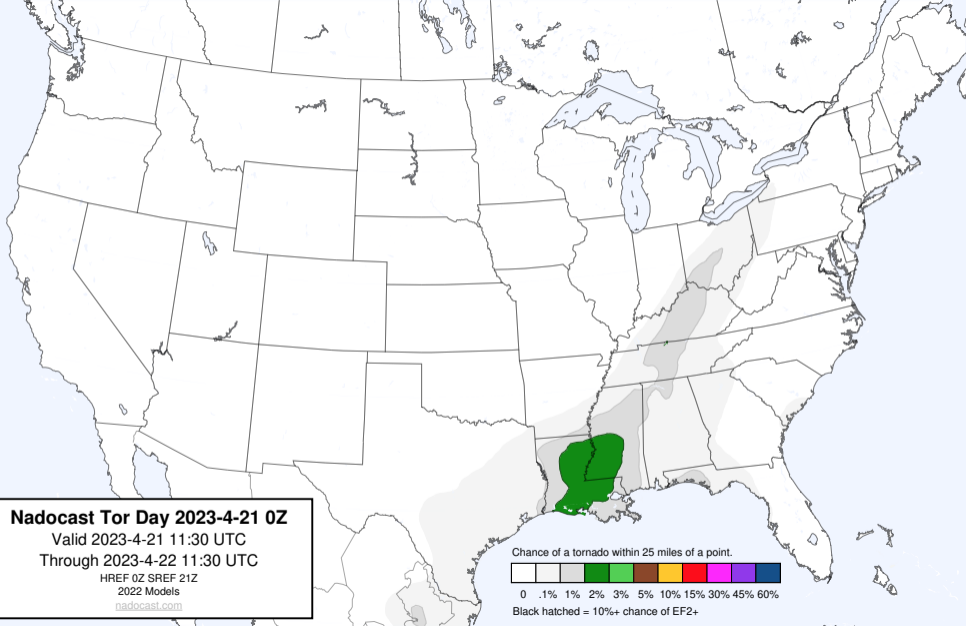 Nadocast Tor Day 2023-4-21 0Z
Valid 2023-4-21 11:30 UTC
Through 2023-4-22 11:30 UTC
HREF 0Z SREF 21Z
2022 Models
nadocast.com
Chance of a tornado within 25 miles of a point.
0 .1% 1% 2% 3% 5% 10% 15% 30% 45% 60%
Black hatched = 10%+ chance of EF2+